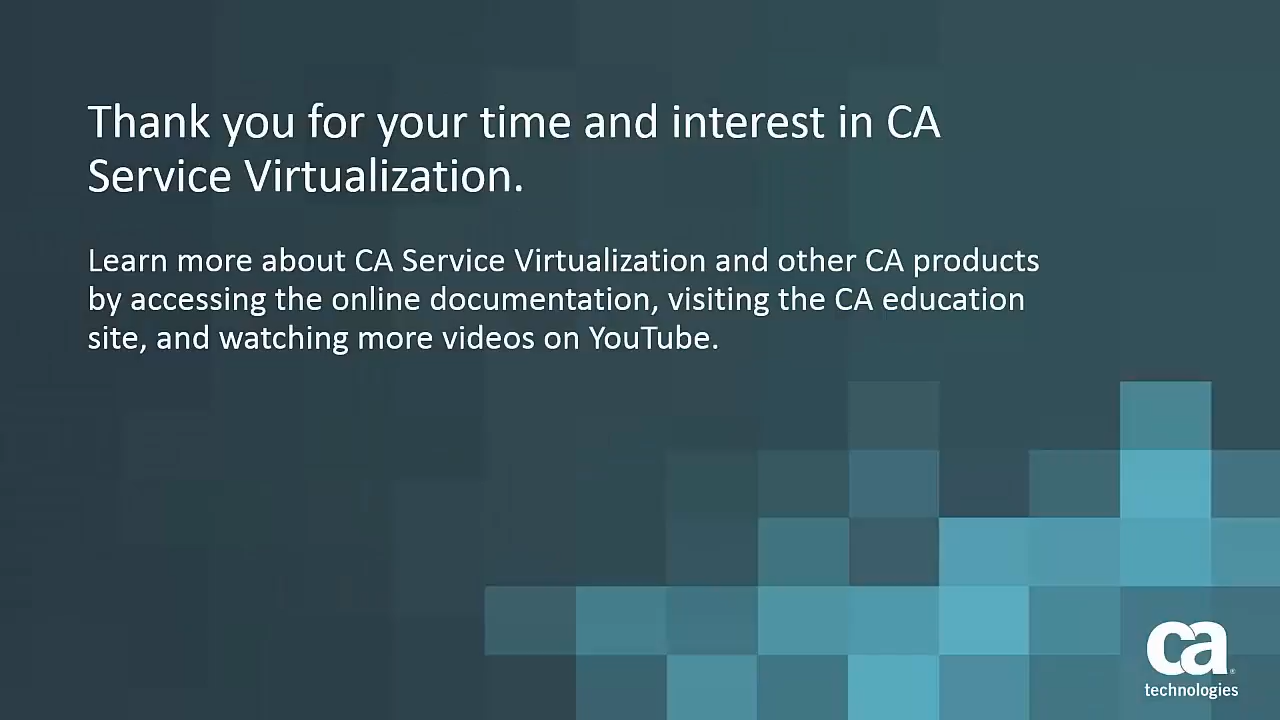 Thank you for your time and interest in CA
Service Virtualization.
Learn more about CA Service Virtualization and other CA products
by accessing the online documentation, visiting the CA education
site, and watching more videos on YouTube.
ca
technologies